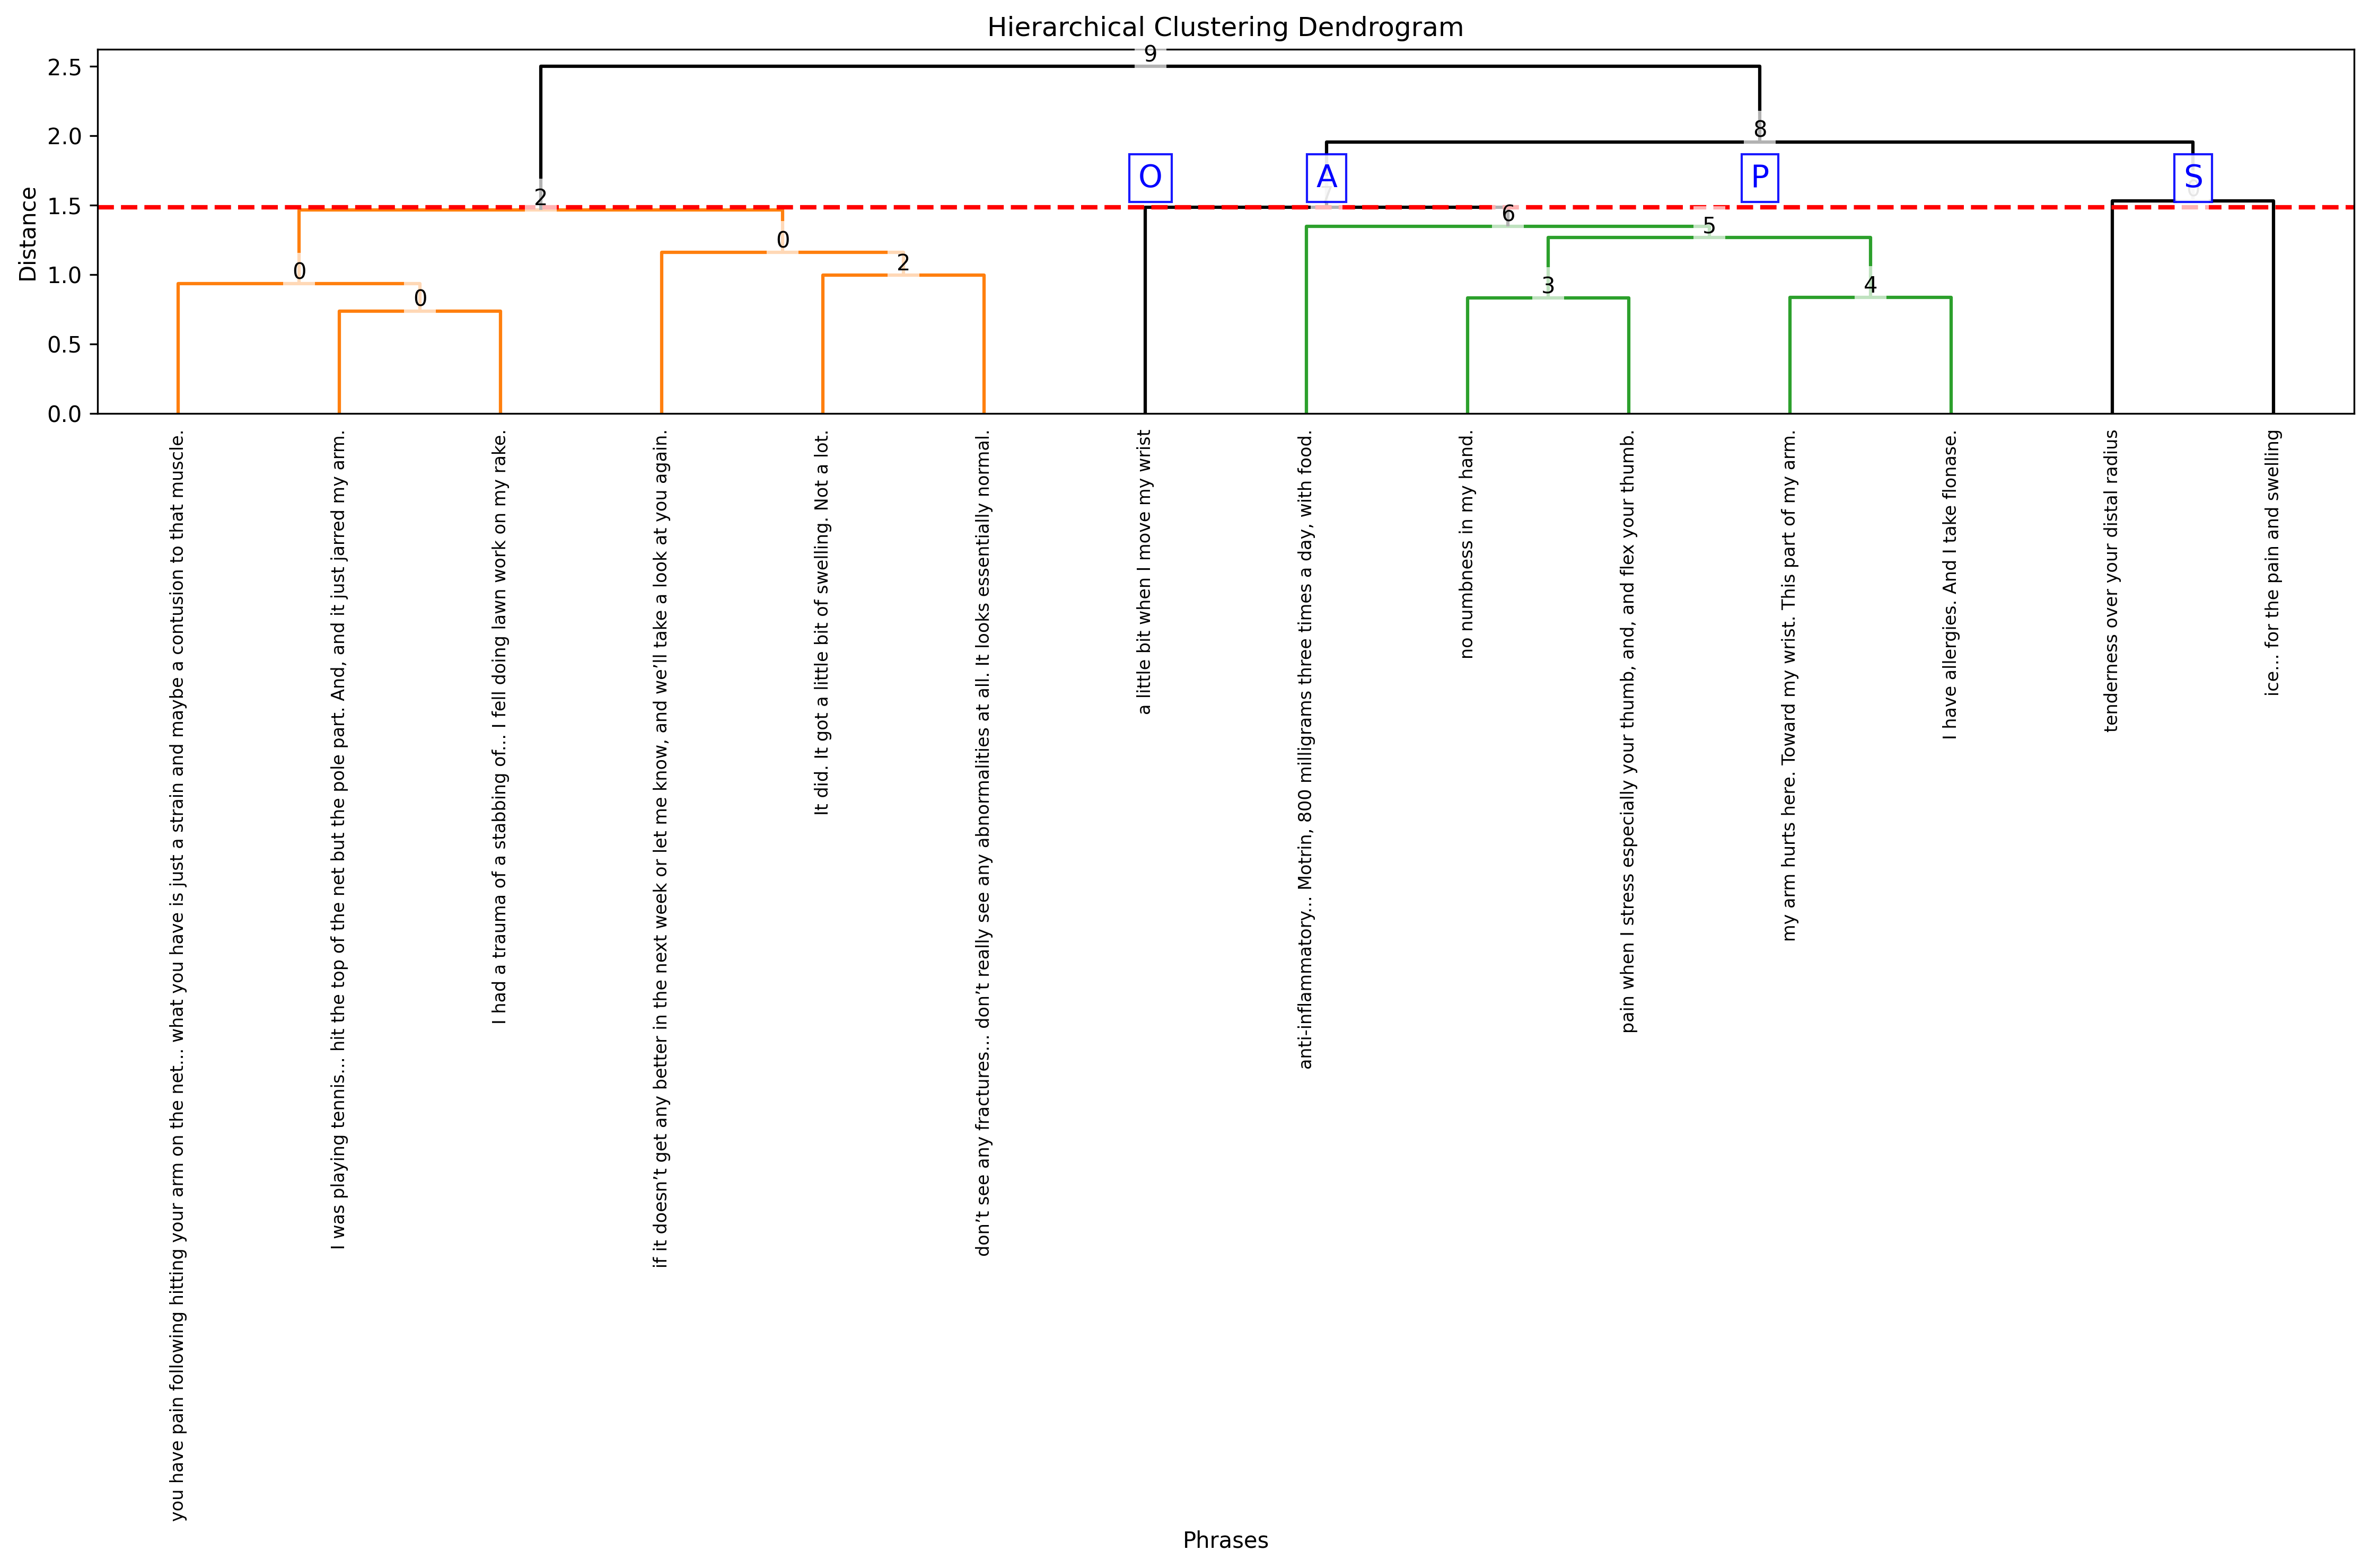 Hierarchical Clustering Dendrogram
Distance
2.5
2.0
1.5
1.0
0.5
0.0
9
8
O
A
P
S
2
6
5
0
0
2
0
3
4
you have pain following hitting your arm on the net... what you have is just a strain and maybe a contusion to that muscle.
I was playing tennis... hit the top of the net but the pole part. And, and it just jarred my arm.
I had a trauma of a stabbing of... I fell doing lawn work on my rake.
if it doesn’t get any better in the next week or let me know, and we’ll take a look at you again.
It did. It got a little bit of swelling. Not a lot.
don’t see any fractures... don’t really see any abnormalities at all. It looks essentially normal.
a little bit when I move my wrist
anti-inflammatory... Motrin, 800 milligrams three times a day, with food.
no numbness in my hand.
pain when I stress especially your thumb, and, and flex your thumb.
my arm hurts here. Toward my wrist. This part of my arm.
I have allergies. And I take flonase.
tenderness over your distal radius
ice... for the pain and swelling
Phrases